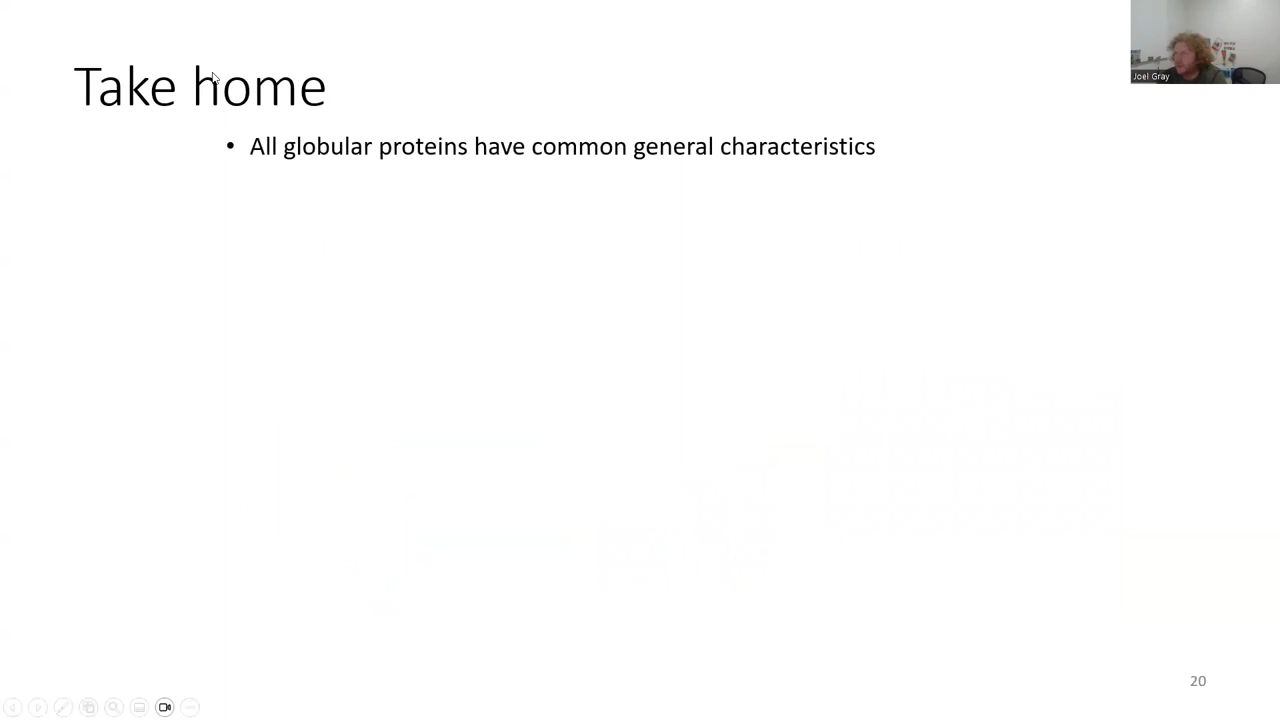 Take home
Joel Gray
• All globular proteins have common general characteristics
20